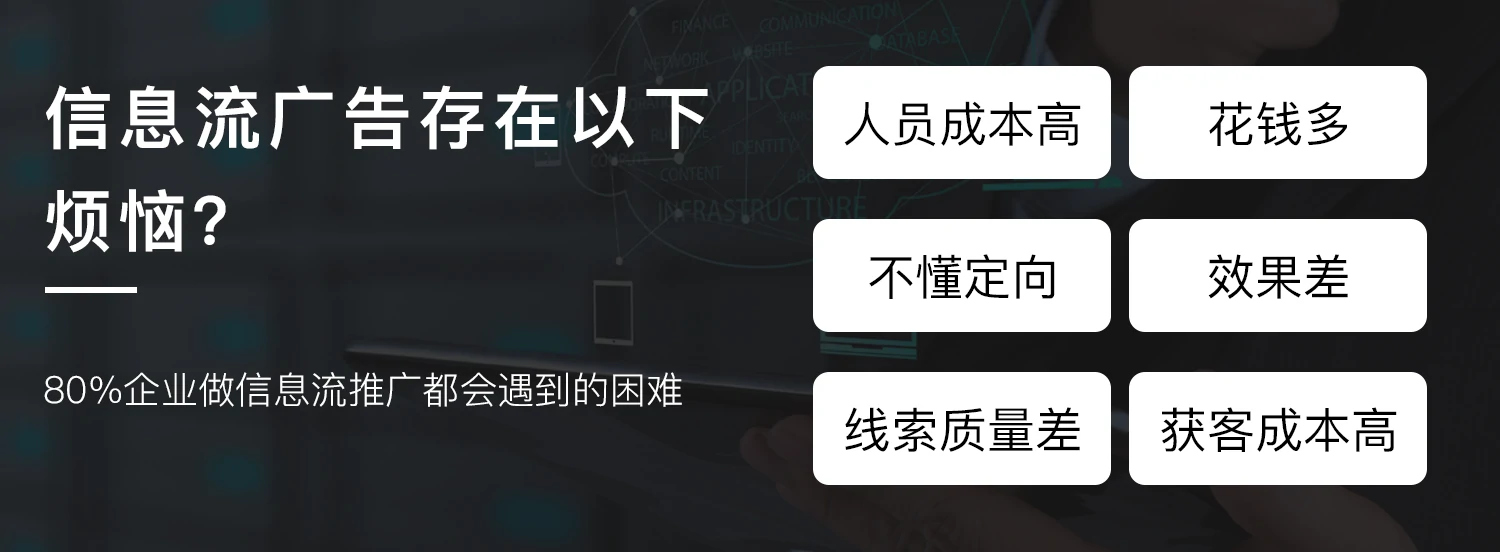 信息流广告存在以下
烦恼?
80%企业做信息流推广都会遇到的困难
人员成本高
花钱多
不懂定向
效果差
线索质量差
获客成本高
FINANCE
COMMUNICATION
NETWORK
DATABASE
IDENTITY
CONTENT
INFRASTRUCTURE